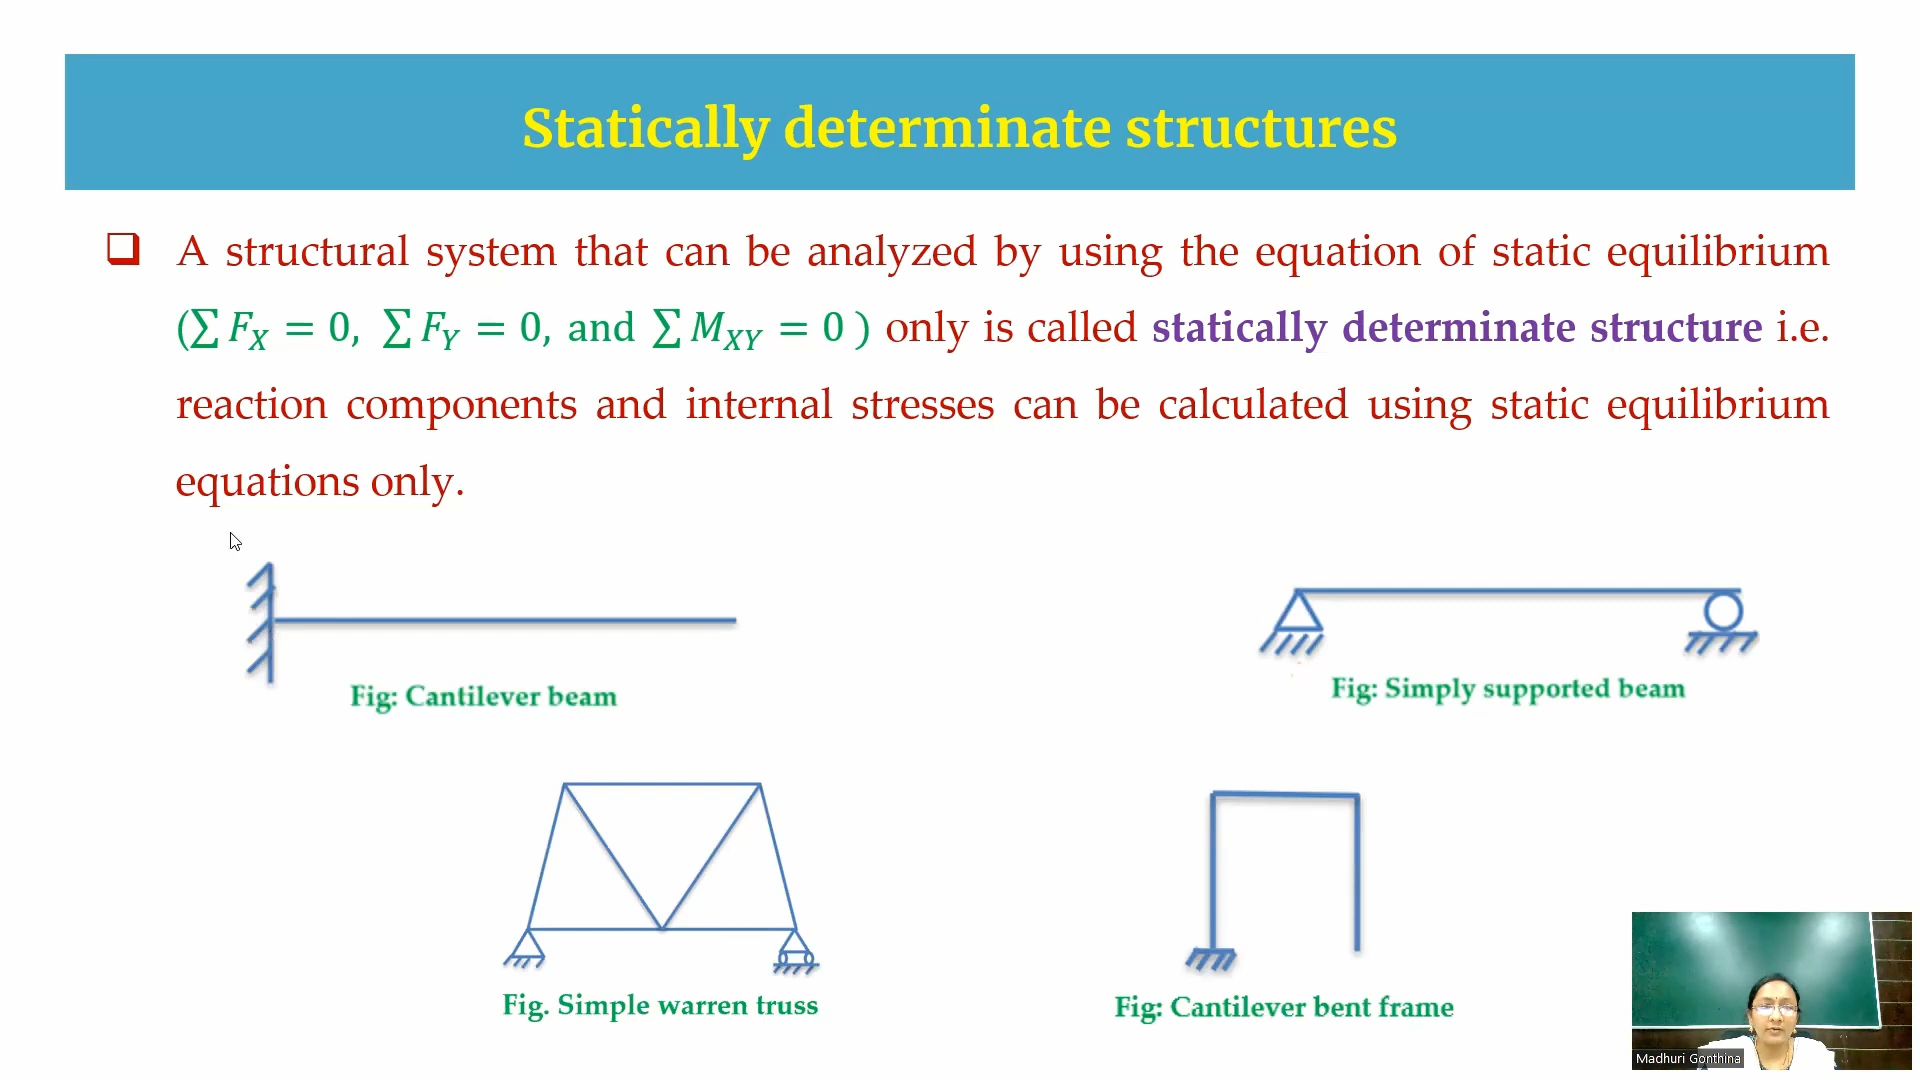 Statically determinate structures
❑ A structural system that can be analyzed by using the equation of static equilibrium
(∑ F_X = 0, ∑ F_Y = 0, and ∑ M_XY = 0 ) only is called statically determinate structure i.e.
reaction components and internal stresses can be calculated using static equilibrium
equations only.
Fig: Cantilever beam
Fig: Simply supported beam
Fig. Simple warren truss
Fig: Cantilever bent frame
Madhuri Gonthina